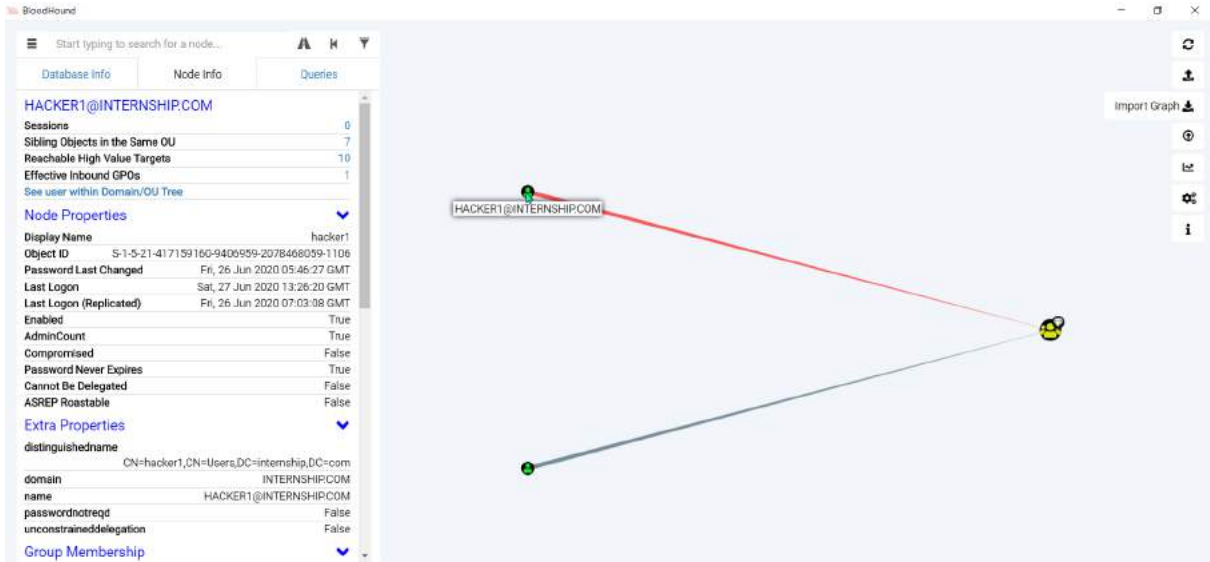 BloodHound
Start typing to search for a node...
Database Info Node Info Queries
HACKER1@INTERNSHIP.COM
Sessions 0
Sibling Objects in the Same OU 7
Reachable High Value Targets 10
Effective Inbound GPOs 1
See user within Domain/OU Tree
Node Properties
Display Name hacker1
Object ID S-1-5-21-417159160-9406959-2078468059-1106
Password Last Changed Fri, 26 Jun 2020 05:46:27 GMT
Last Logon Sat, 27 Jun 2020 13:26:20 GMT
Last Logon (Replicated) Fri, 26 Jun 2020 07:03:08 GMT
Enabled True
AdminCount True
Compromised False
Password Never Expires True
Cannot Be Delegated False
ASREP Roastable False
Extra Properties
distinguishedname
CN=hacker1,CN=Users,DC=internship,DC=com
domain INTERNSHIP.COM
name HACKER1@INTERNSHIP.COM
passwordnotreqd False
unconstraineddelegation False
Group Membership
HACKER1@INTERNSHIP.COM
Import Graph